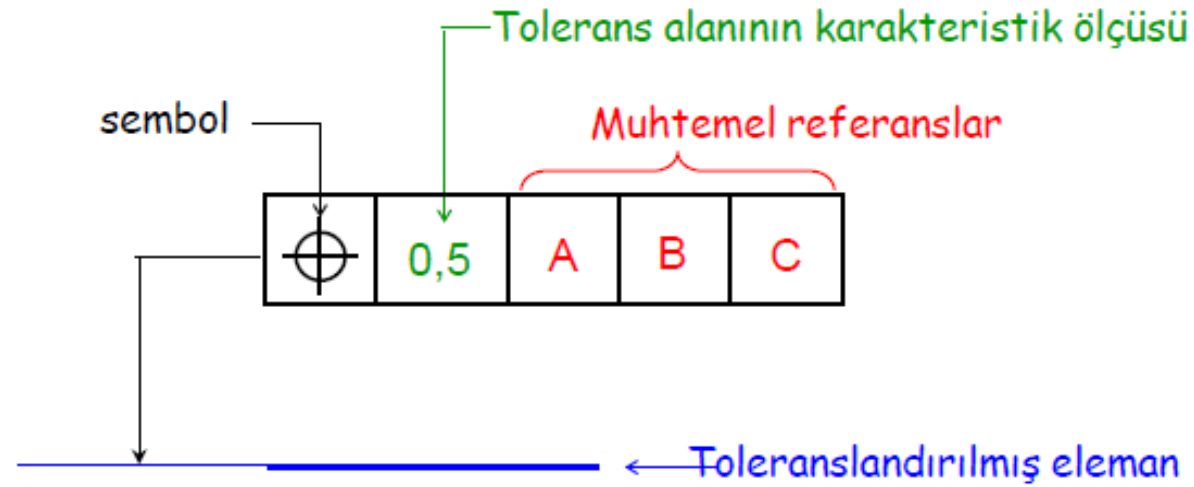 Tolerans alanının karakteristik ölçüsü
sembol
Muhtemel referanslar
0,5 A B C
Toleranslandırılmış eleman